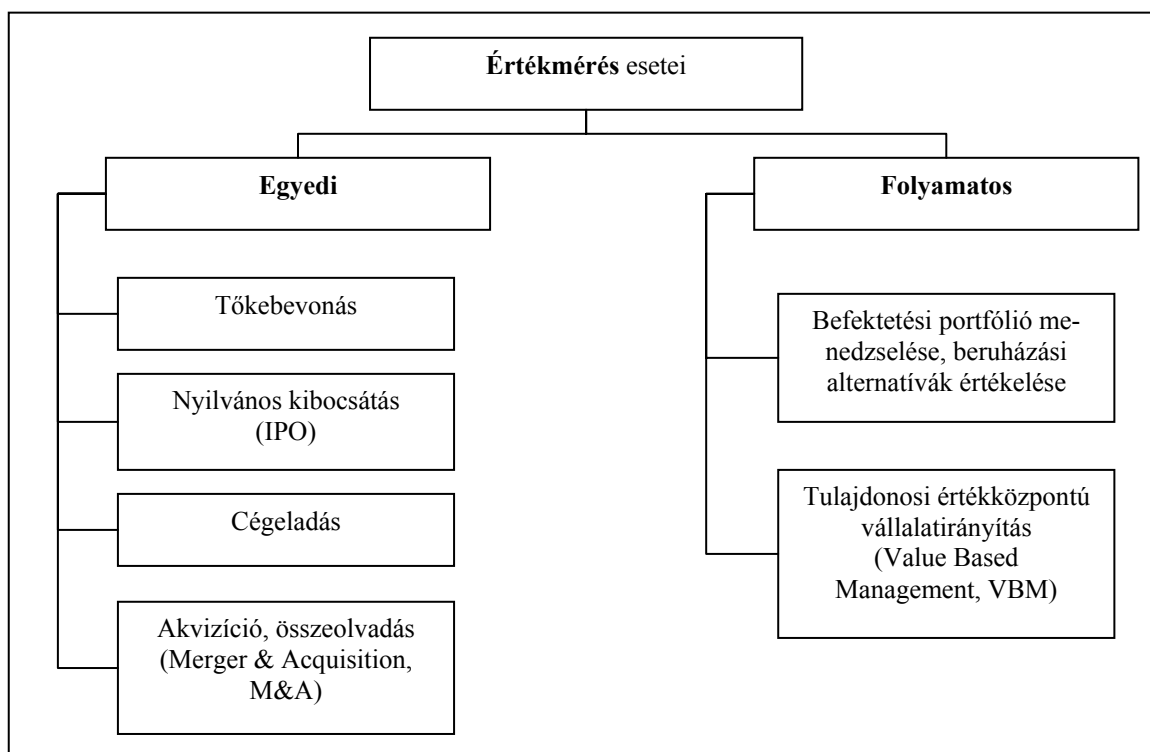 Értékmérés esetei
Egyedi
Tőkebevonás
Nyilvános kibocsátás
(IPO)
Cégeladás
Akvizíció, összeolvadás
(Merger & Acquisition,
M&A)
Folyamatos
Befektetési portfólió me-
nedzselése, beruházási
alternatívák értékelése
Tulajdonosi értékközpontú
vállalatirányítás
(Value Based
Management, VBM)